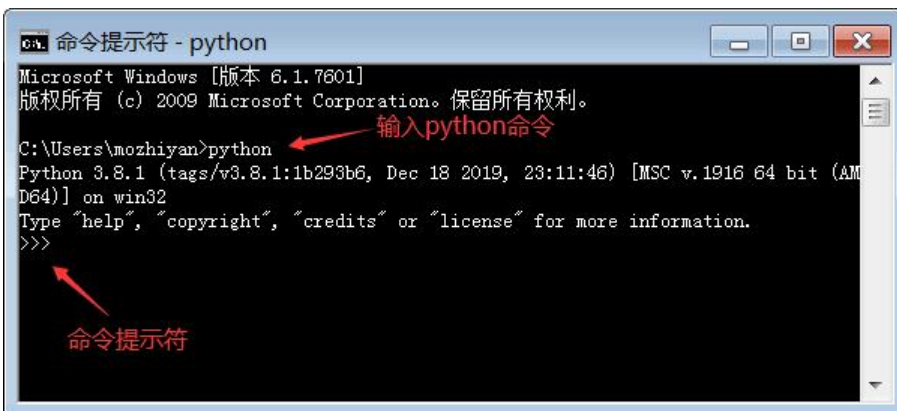 命令提示符 - python
Microsoft Windows [版本 6.1.7601]
版权所有 (c) 2009 Microsoft Corporation。保留所有权利。
输入python命令
C:\Users\mozhiyan>python
Python 3.8.1 (tags/v3.8.1:1b293b6, Dec 18 2019, 23:11:46) [MSC v.1916 64 bit (AM
D64)] on win32
Type "help", "copyright", "credits" or "license" for more information.
>>>
命令提示符